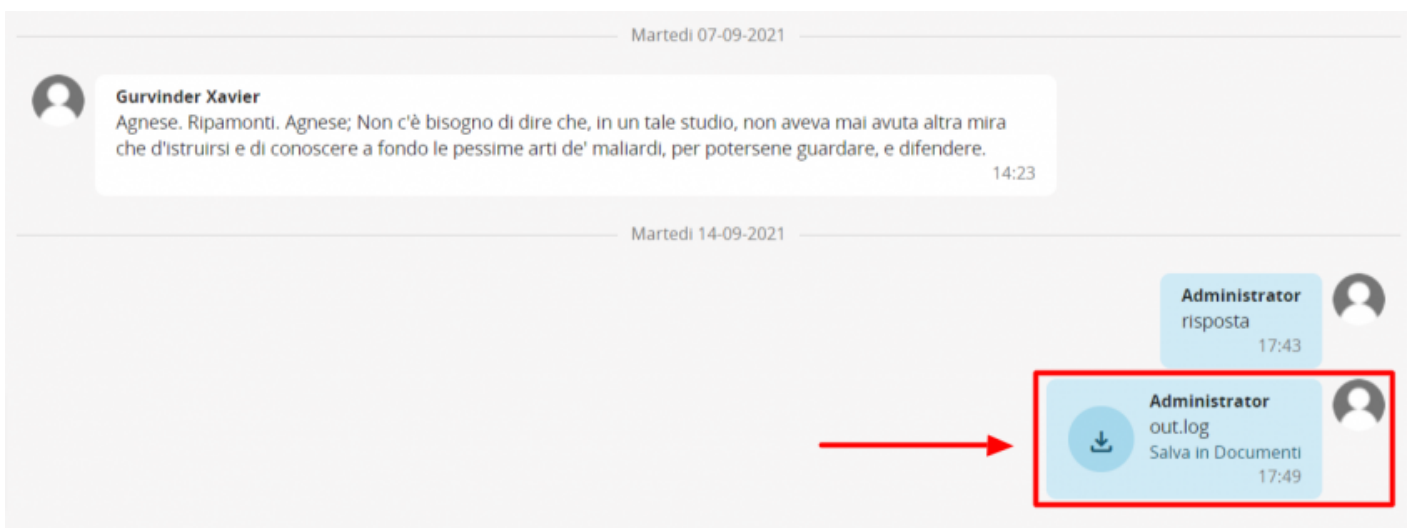 Martedì 07-09-2021
Gurvinder Xavier
Agnese. Ripamonti. Agnese; Non c'è bisogno di dire che, in un tale studio, non aveva mai avuta altra mira
che d'istruirsi e di conoscere a fondo le pessime arti de' maliardi, per potersene guardare, e difendere.
14:23
Martedì 14-09-2021
Administrator
risposta
17:43
Administrator
out.log
Salva in Documenti
17:49